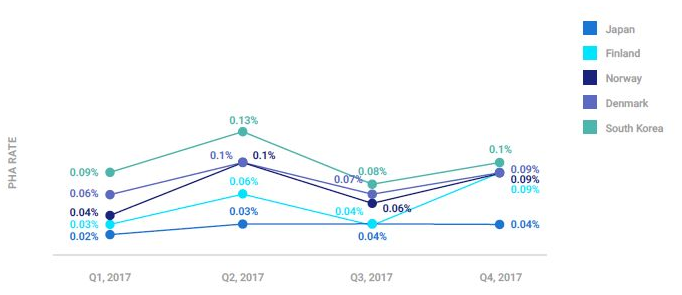 Japan
Finland
Norway
Denmark
South Korea
PHA RATE
0.09%
0.06%
0.04%
0.03%
0.02%
0.13%
0.1%
0.1%
0.06%
0.03%
0.08%
0.07%
0.04%
0.06%
0.04%
0.1%
0.09%
0.09%
0.09%
0.04%
Q1, 2017
Q2, 2017
Q3, 2017
Q4, 2017